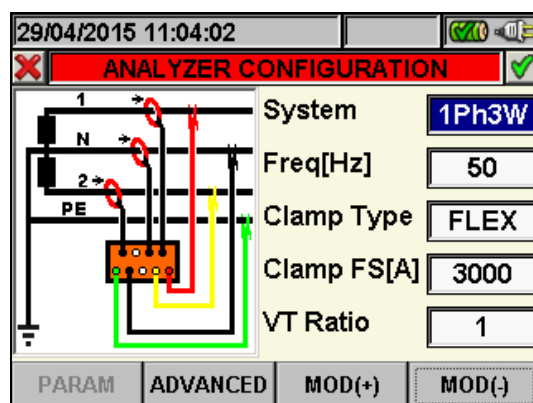 29/04/2015 11:04:02
ANALYZER CONFIGURATION
1
N
2
PE
System 1Ph3W
Freq[Hz] 50
Clamp Type FLEX
Clamp FS[A] 3000
VT Ratio 1
PARAM ADVANCED MOD(+) MOD(-)